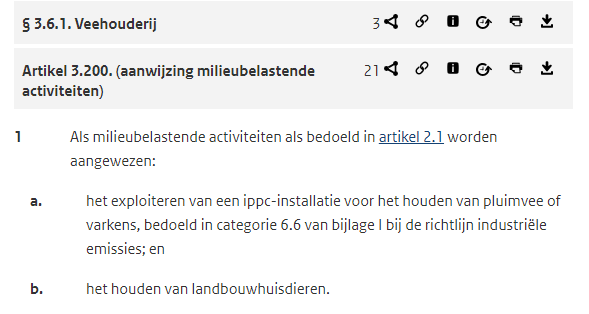 § 3.6.1. Veehouderij 3
Artikel 3.200. (aanwijzing milieubelastende 21
activiteiten)
1 Als milieubelastende activiteiten als bedoeld in artikel 2.1 worden
aangewezen:
a. het exploiteren van een ippc-installatie voor het houden van pluimvee of
varkens, bedoeld in categorie 6.6 van bijlage I bij de richtlijn industriële
emissies; en
b. het houden van landbouwhuisdieren.